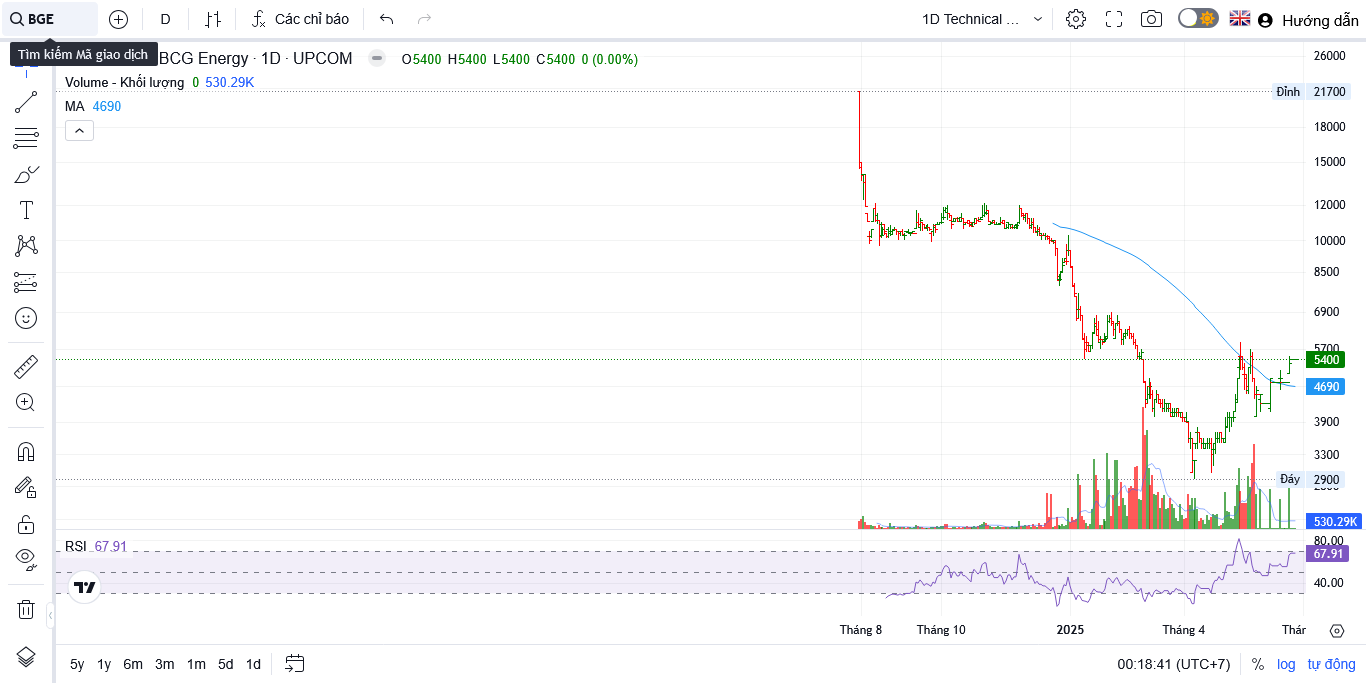 BGE
D
Các chỉ báo
1D Technical ...
Hướng dẫn
Tìm kiếm Mã giao dịch
BCG Energy · 1D · UPCOM
O5400 H5400 L5400 C5400 0 (0.00%)
Volume - Khối lượng 0 530.29K
MA 4690
26000
Đỉnh 21700
18000
15000
12000
10000
8500
6900
5700
5400
4690
3900
3300
Đáy 2900
530.29K
RSI 67.91
80.00
67.91
40.00
Tháng 8 Tháng 10 2025 Tháng 4 Thár
5y 1y 6m 3m 1m 5d 1d
00:18:41 (UTC+7) % log tự động